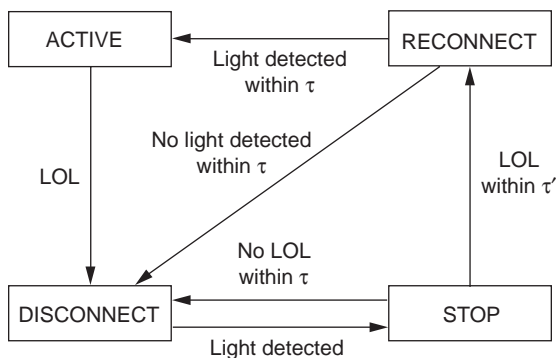 ACTIVE
RECONNECT
Light detected
within τ
No light detected
within τ
LOL
LOL
within τ′
No LOL
within τ
DISCONNECT
STOP
Light detected